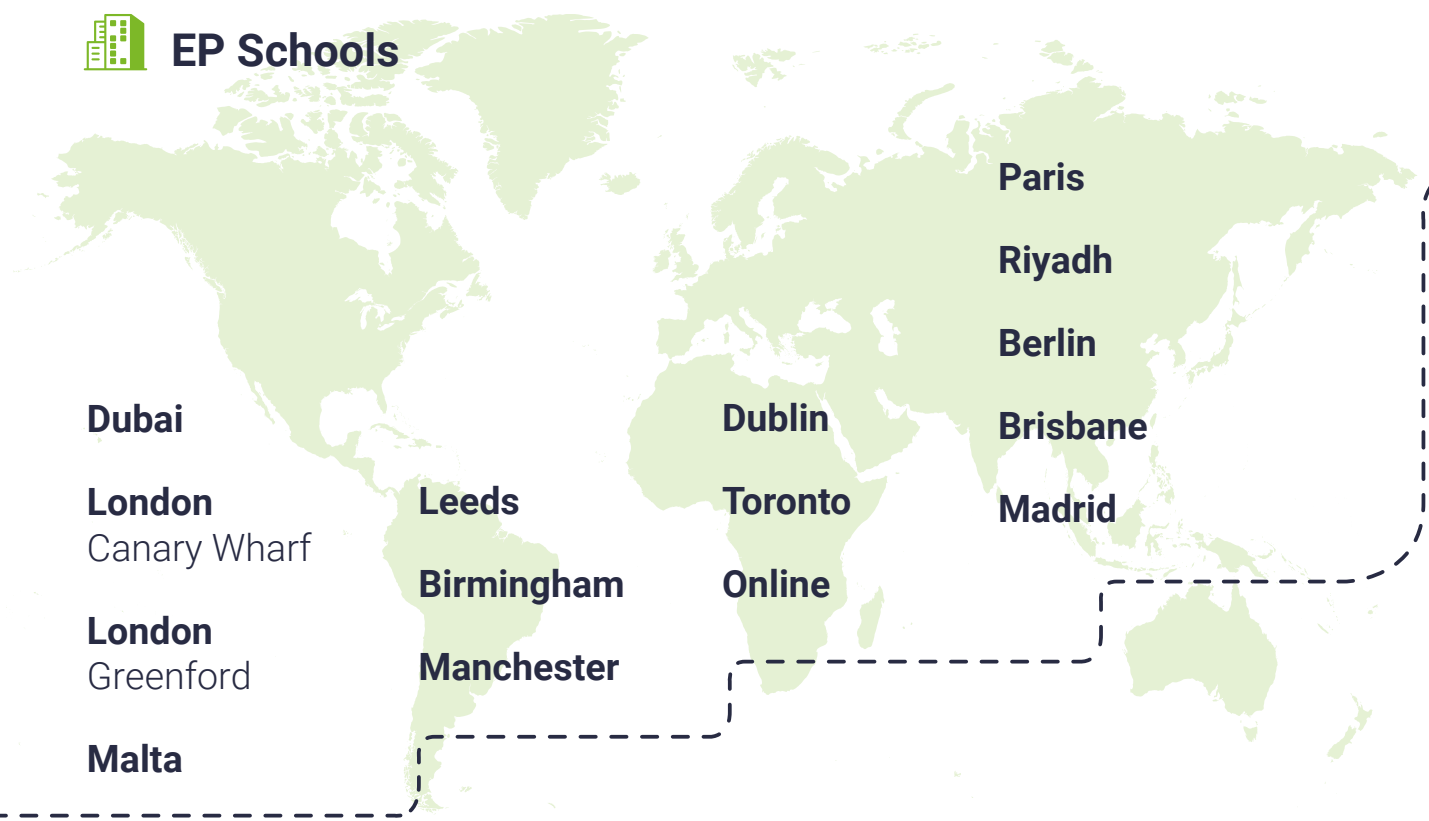 EP Schools
Dubai
London
Canary Wharf
London
Greenford
Malta
Leeds
Birmingham
Manchester
Dublin
Toronto
Online
Paris
Riyadh
Berlin
Brisbane
Madrid